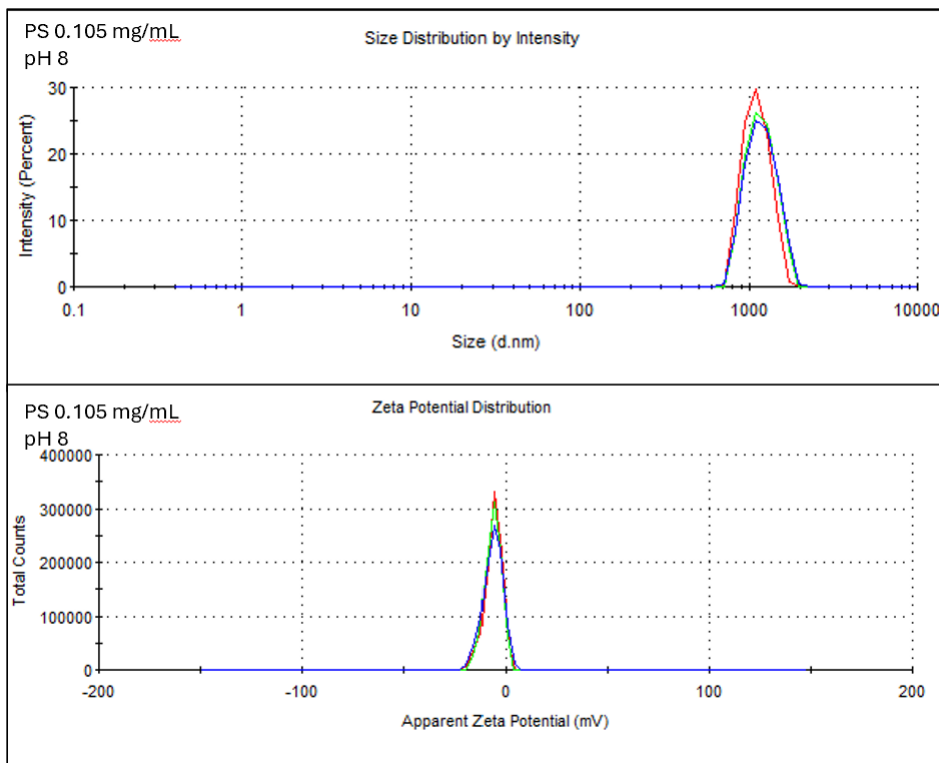 PS 0.105 mg/mL
pH 8
Size Distribution by Intensity
Intensity (Percent)
30
20
10
0
0.1 1 10 100 1000 10000
Size (d.nm)
PS 0.105 mg/mL
pH 8
Zeta Potential Distribution
Total Counts
400000
300000
200000
100000
0
-200 -100 0 100 200
Apparent Zeta Potential (mV)